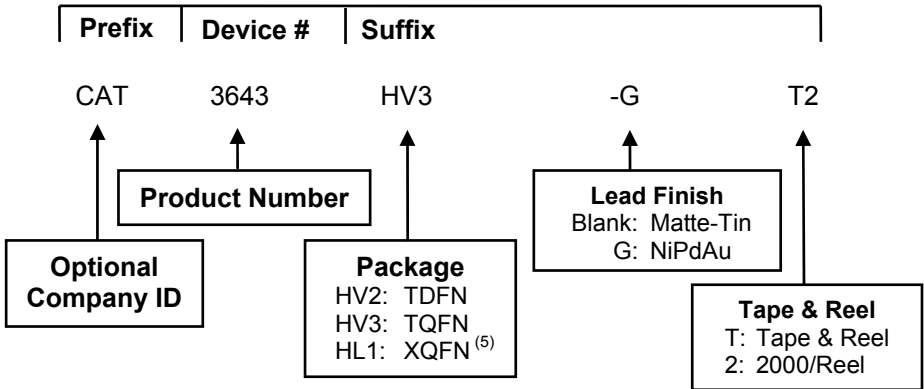 Prefix Device # Suffix
CAT 3643 HV3 -G T2
Product Number
Optional
Company ID
Package
HV2: TDFN
HV3: TQFN
HL1: XQFN (5)
Lead Finish
Blank: Matte-Tin
G: NiPdAu
Tape & Reel
T: Tape & Reel
2: 2000/Reel